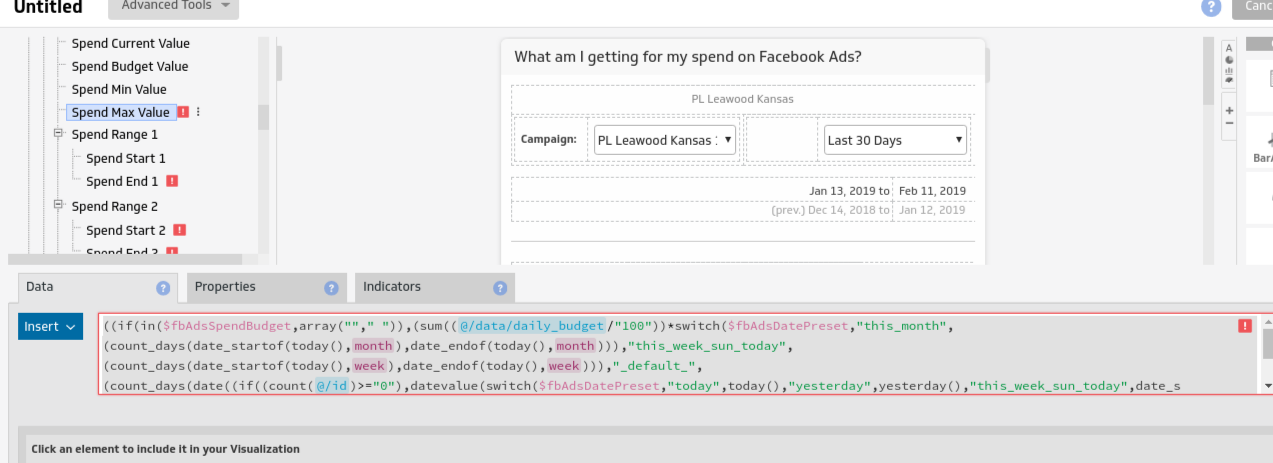 Untitled
Advanced Tools
?
Canc
Spend Current Value
Spend Budget Value
Spend Min Value
Spend Max Value !
Spend Range 1
Spend Start 1
Spend End 1 !
Spend Range 2
Spend Start 2 !
Spend End 2 !
What am I getting for my spend on Facebook Ads?
PL Leawood Kansas
Campaign: PL Leawood Kansas : Last 30 Days
Jan 13, 2019 to Feb 11, 2019
(prev.) Dec 14, 2018 to Jan 12, 2019
A
+
−
BarA
Data ?
Properties ?
Indicators ?
Insert
((if(in($fbAdsSpendBudget,array(""," ")),(sum((@/data/daily_budget/"100"))*switch($fbAdsDatePreset,"this_month",
(count_days(date_startof(today(),month),date_endof(today(),month))),"this_week_sun_today",
(count_days(date_startof(today(),week),date_endof(today(),week))),"_default_",
(count_days(date((if((count(@/id)>="0"),datevalue(switch($fbAdsDatePreset,"today",today(),"yesterday",yesterday(),"this_week_sun_today",date_s
!
Click an element to include it in your Visualization